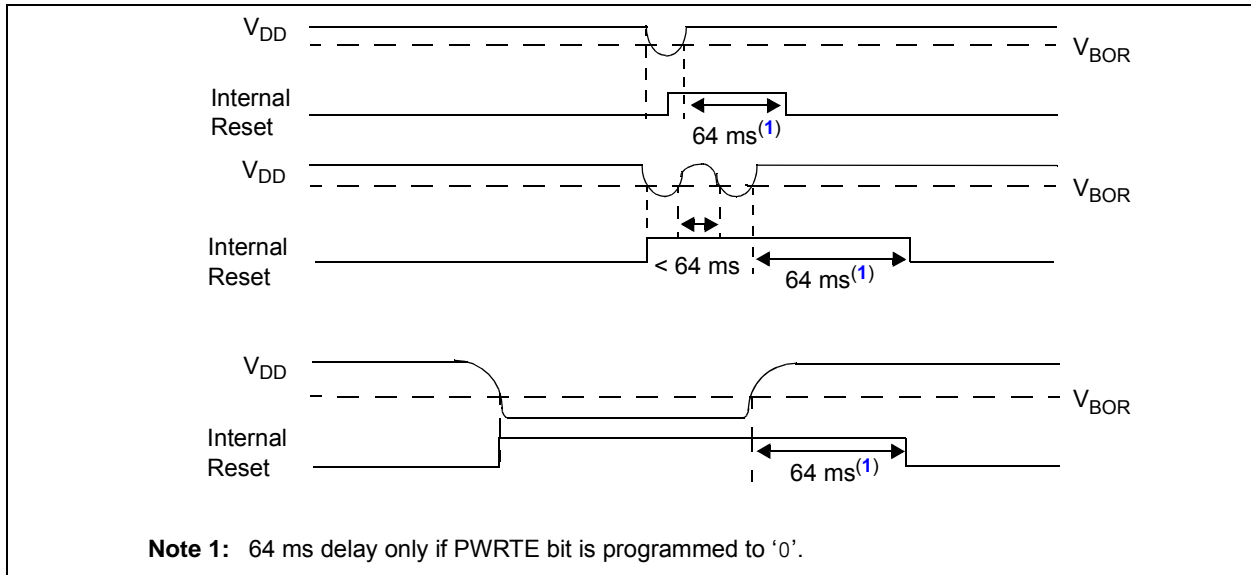 VDD
VBOR
Internal
Reset
64 ms(1)
VDD
VBOR
Internal
Reset
< 64 ms
64 ms(1)
VDD
VBOR
Internal
Reset
64 ms(1)
Note 1: 64 ms delay only if PWRTE bit is programmed to ‘0’.